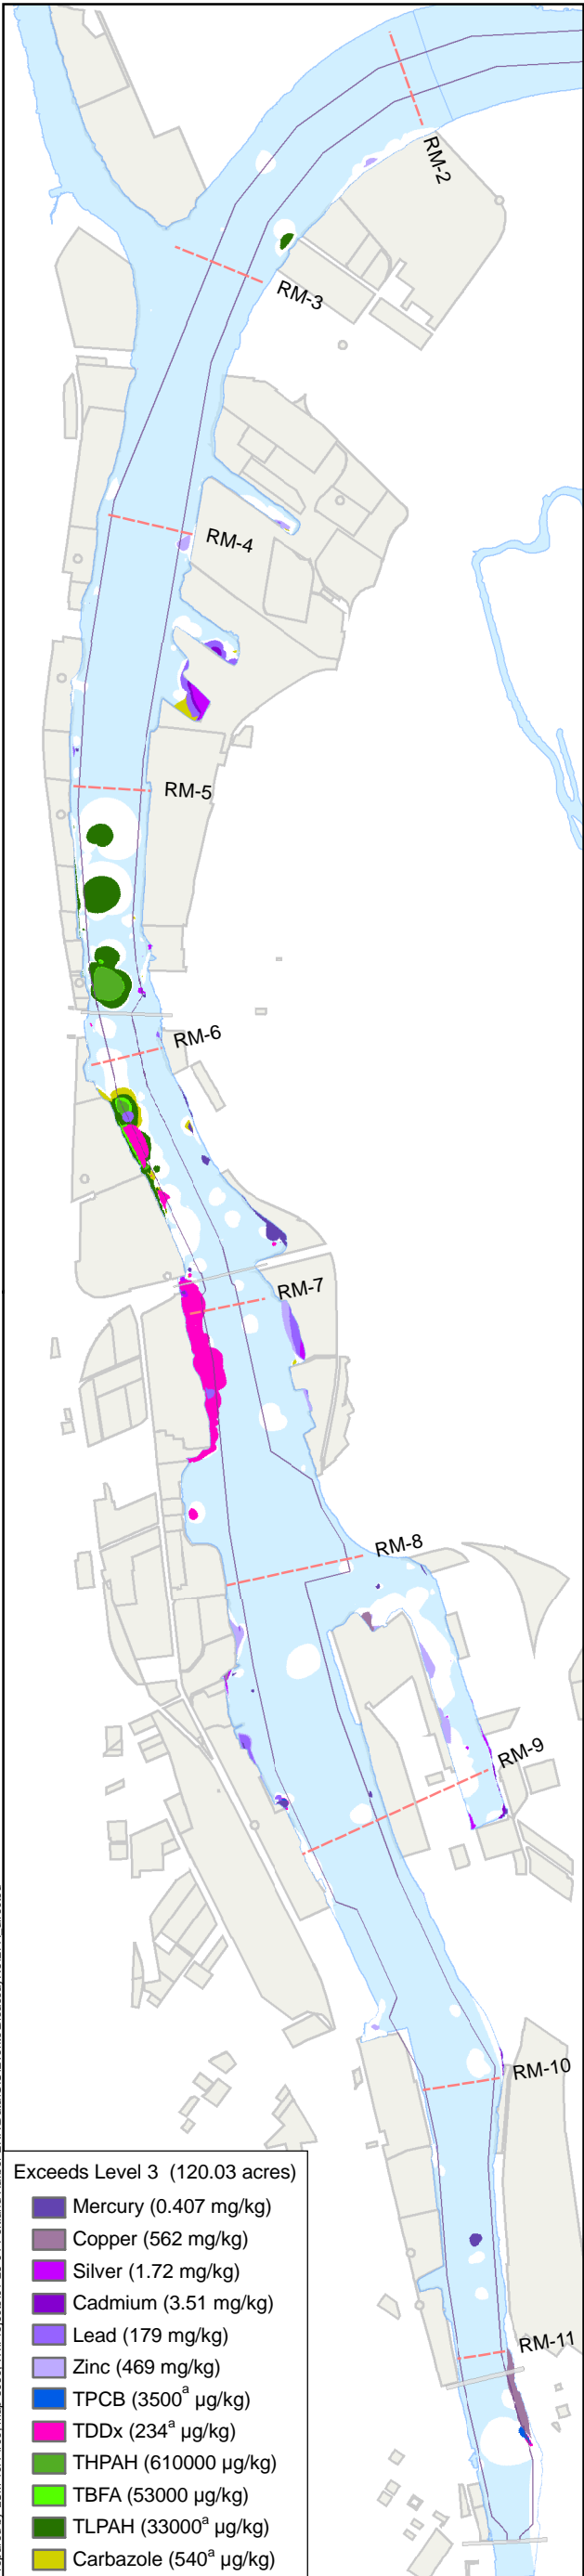 RM-2
RM-3
RM-4
RM-5
RM-6
RM-7
RM-8
RM-9
RM-10
RM-11
Exceeds Level 3 (120.03 acres)
Mercury (0.407 mg/kg)
Copper (562 mg/kg)
Silver (1.72 mg/kg)
Cadmium (3.51 mg/kg)
Lead (179 mg/kg)
Zinc (469 mg/kg)
TPCB (3500ª µg/kg)
TDDx (234ª µg/kg)
THPAH (610000 µg/kg)
TBFA (53000 µg/kg)
TLPAH (33000ª µg/kg)
Carbazole (540ª µg/kg)